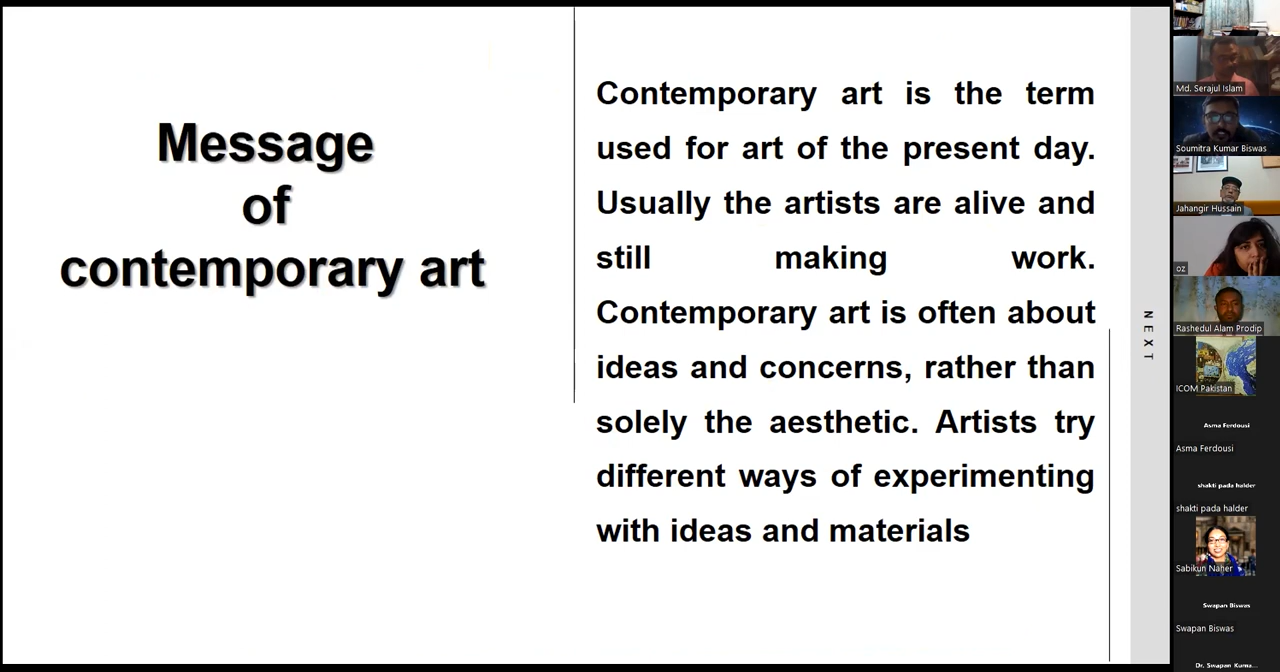 Message
of
contemporary art
Contemporary art is the term
used for art of the present day.
Usually the artists are alive and
still making work.
Contemporary art is often about
ideas and concerns, rather than
solely the aesthetic. Artists try
different ways of experimenting
with ideas and materials
NEXT
Md. Serajul Islam
Soumitra Kumar Biswas
Jahangir Hussain
oz
Rashedul Alam Prodip
ICOM Pakistan
Asma Ferdousi
Asma Ferdousi
shakti pada halder
shakti pada halder
Sabikun Naher
Swapan Biswas
Swapan Biswas
Dr. Swapan Kuma...